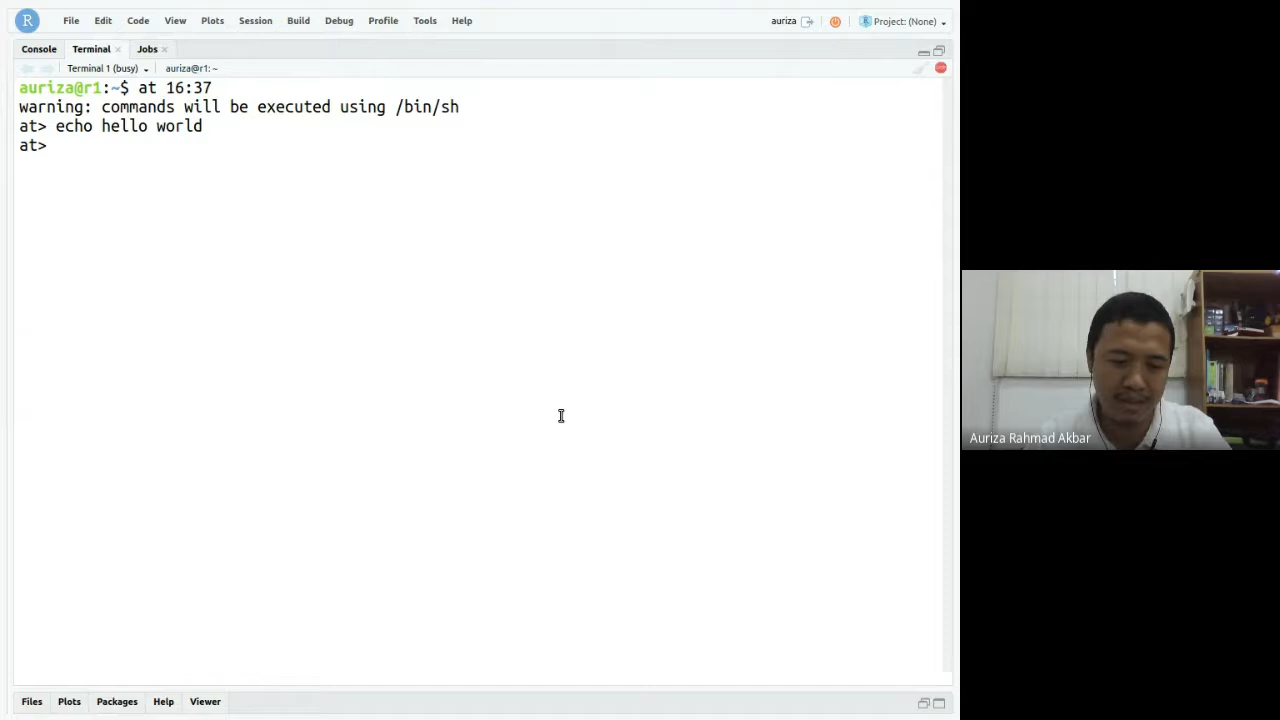 R File Edit Code View Plots Session Build Debug Profile Tools Help auriza R Project: (None)
Console Terminal Jobs
Terminal 1 (busy) auriza@r1: ~
auriza@r1:~$ at 16:37
warning: commands will be executed using /bin/sh
at> echo hello world
at>
Auriza Rahmad Akbar
Files Plots Packages Help Viewer